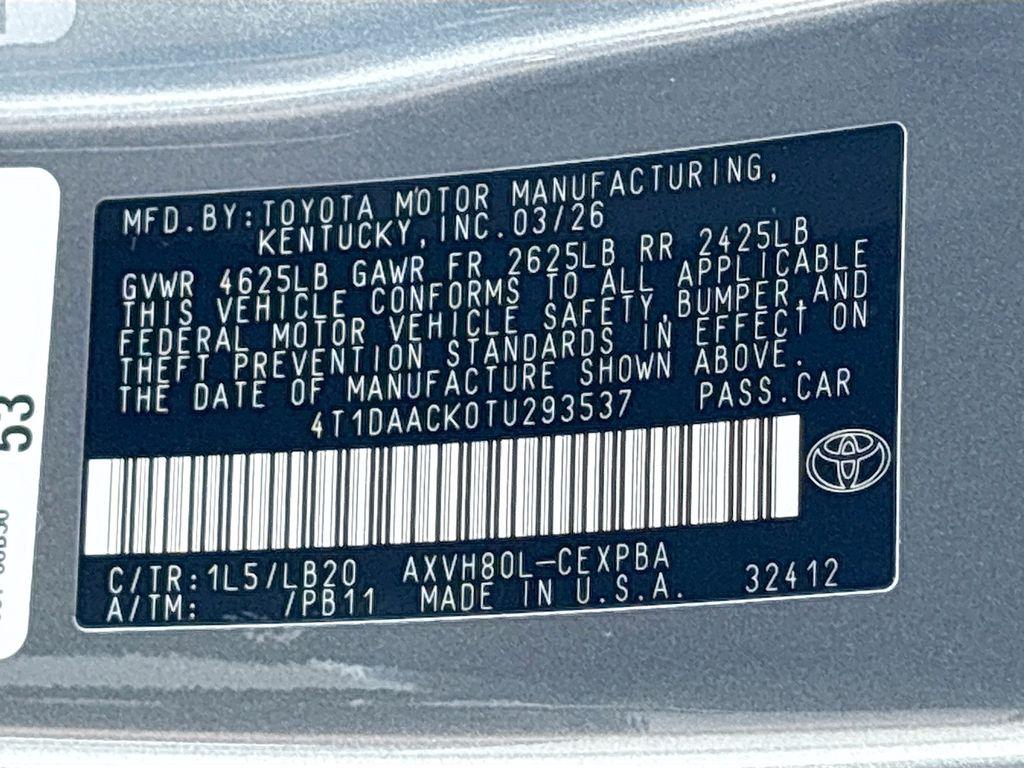 MFD.BY:TOYOTA MOTOR MANUFACTURING,
KENTUCKY, INC.03/26
GVWR 4625LB GAWR FR 2625LB RR 2425LB
THIS VEHICLE CONFORMS TO ALL APPLICABLE
FEDERAL MOTOR VEHICLE SAFETY,BUMPER,AND
THEFT PREVENTION STANDARDS IN EFFECT ON
THE DATE OF MANUFACTURE SHOWN ABOVE.
4T1DAACK0TU293537 PASS.CAR
C/TR:1L5/LB20 AXVH80L-CEXPBA 32412
A/TM: /PB11 MADE IN U.S.A.
53